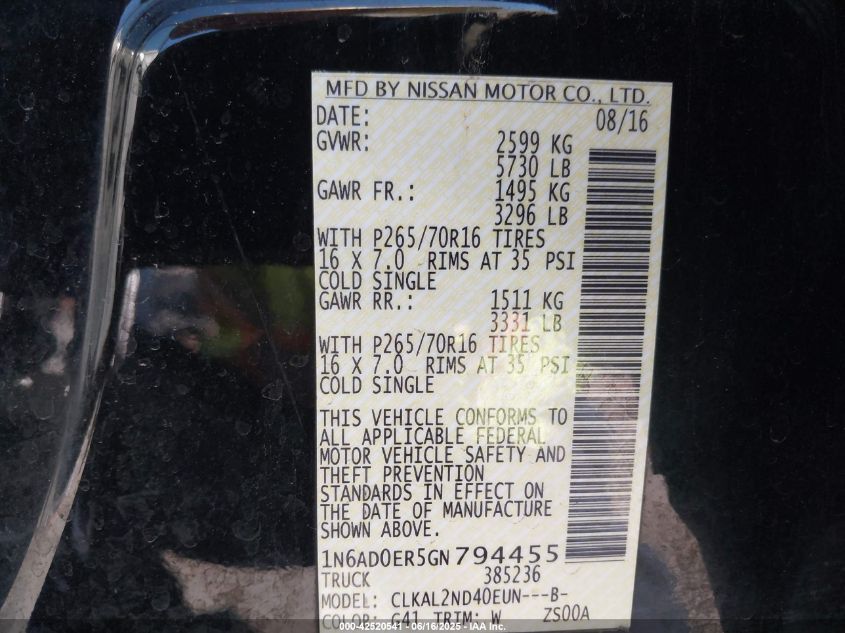 MFD BY NISSAN MOTOR CO., LTD.
DATE: 08/16
GVWR: 2599 KG
5730 LB
GAWR FR.: 1495 KG
3296 LB
WITH P265/70R16 TIRES
16 X 7.0 RIMS AT 35 PSI
COLD SINGLE
GAWR RR.: 1511 KG
3331 LB
WITH P265/70R16 TIRES
16 X 7.0 RIMS AT 35 PSI
COLD SINGLE
THIS VEHICLE CONFORMS TO
ALL APPLICABLE FEDERAL
MOTOR VEHICLE SAFETY AND
THEFT PREVENTION
STANDARDS IN EFFECT ON
THE DATE OF MANUFACTURE
SHOWN ABOVE.
1N6AD0ER5GN794455
TRUCK 385236
MODEL: CLKAL2ND40EUN---B-
COLOR: G41 TRIM: W ZS00A
000-42520541 - 06/16/2025 - IAA Inc.